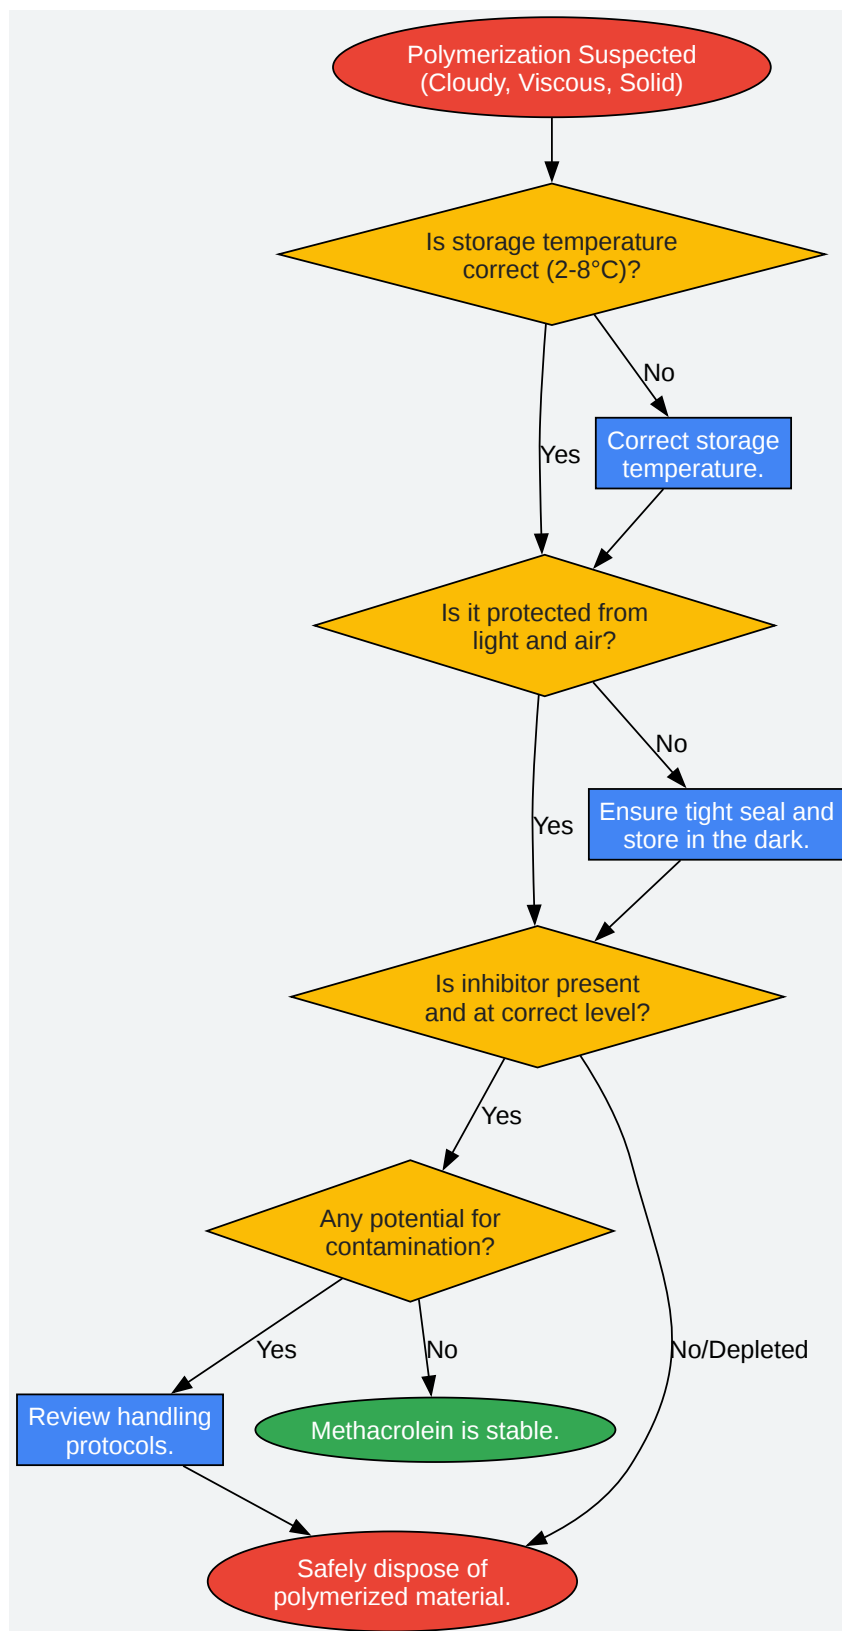 Polymerization Suspected
(Cloudy, Viscous, Solid)
Is storage temperature
correct (2-8°C)?
No
Correct storage
temperature.
Yes
Is it protected from
light and air?
No
Ensure tight seal and
store in the dark.
Yes
Is inhibitor present
and at correct level?
Yes
Any potential for
contamination?
Yes
No
No/Depleted
Review handling
protocols.
Methacrolein is stable.
Safely dispose of
polymerized material.